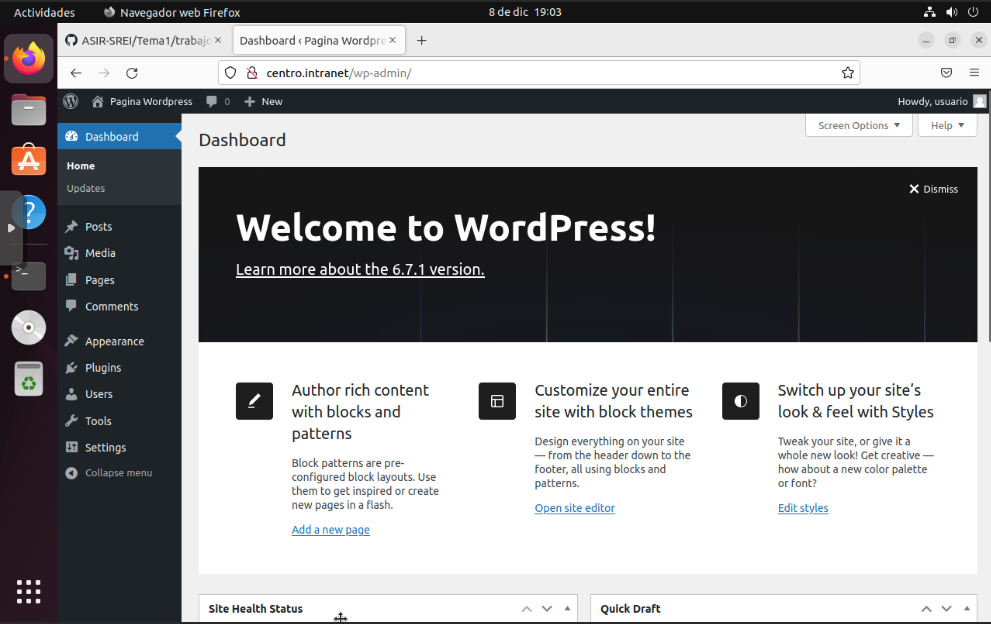 Actividades
Navegador web Firefox
8 de dic 19:03
ASIR-SREI/Tema1/trabajo
Dashboard ‹ Pagina Wordpre
centro.intranet/wp-admin/
Pagina Wordpress
0
New
Howdy, usuario
Dashboard
Home
Updates
Posts
Media
Pages
Comments
Appearance
Plugins
Users
Tools
Settings
Collapse menu
Screen Options
Help
Dashboard
Dismiss
Welcome to WordPress!
Learn more about the 6.7.1 version.
Author rich content
with blocks and
patterns
Block patterns are pre-
configured block layouts. Use
them to get inspired or create
new pages in a flash.
Add a new page
Customize your entire
site with block themes
Design everything on your site
— from the header down to the
footer, all using blocks and
patterns.
Open site editor
Switch up your site’s
look & feel with Styles
Tweak your site, or give it a
whole new look! Get creative —
how about a new color palette
or font?
Edit styles
Site Health Status
Quick Draft